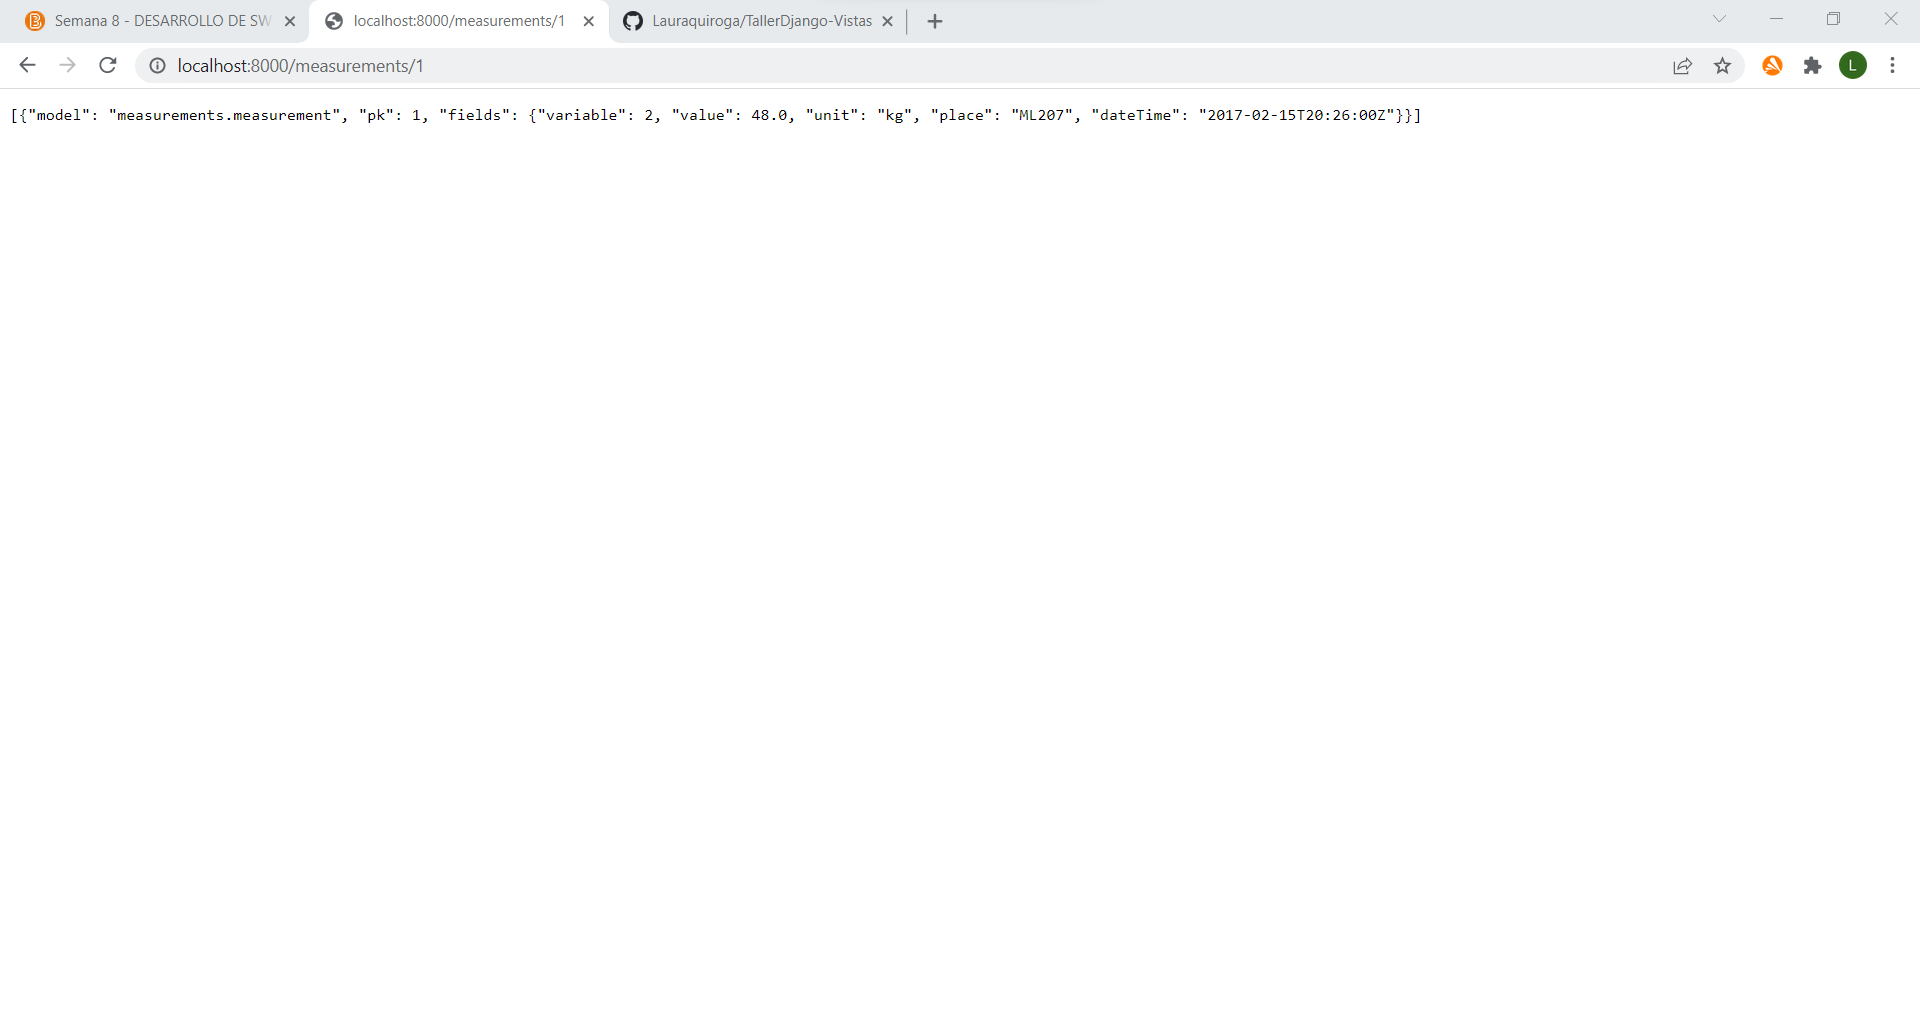 Semana 8 - DESARROLLO DE SW
localhost:8000/measurements/1
Lauraquiroga/TallerDjango-Vistas
localhost:8000/measurements/1
L
[{"model": "measurements.measurement", "pk": 1, "fields": {"variable": 2, "value": 48.0, "unit": "kg", "place": "ML207", "dateTime": "2017-02-15T20:26:00Z"}}]